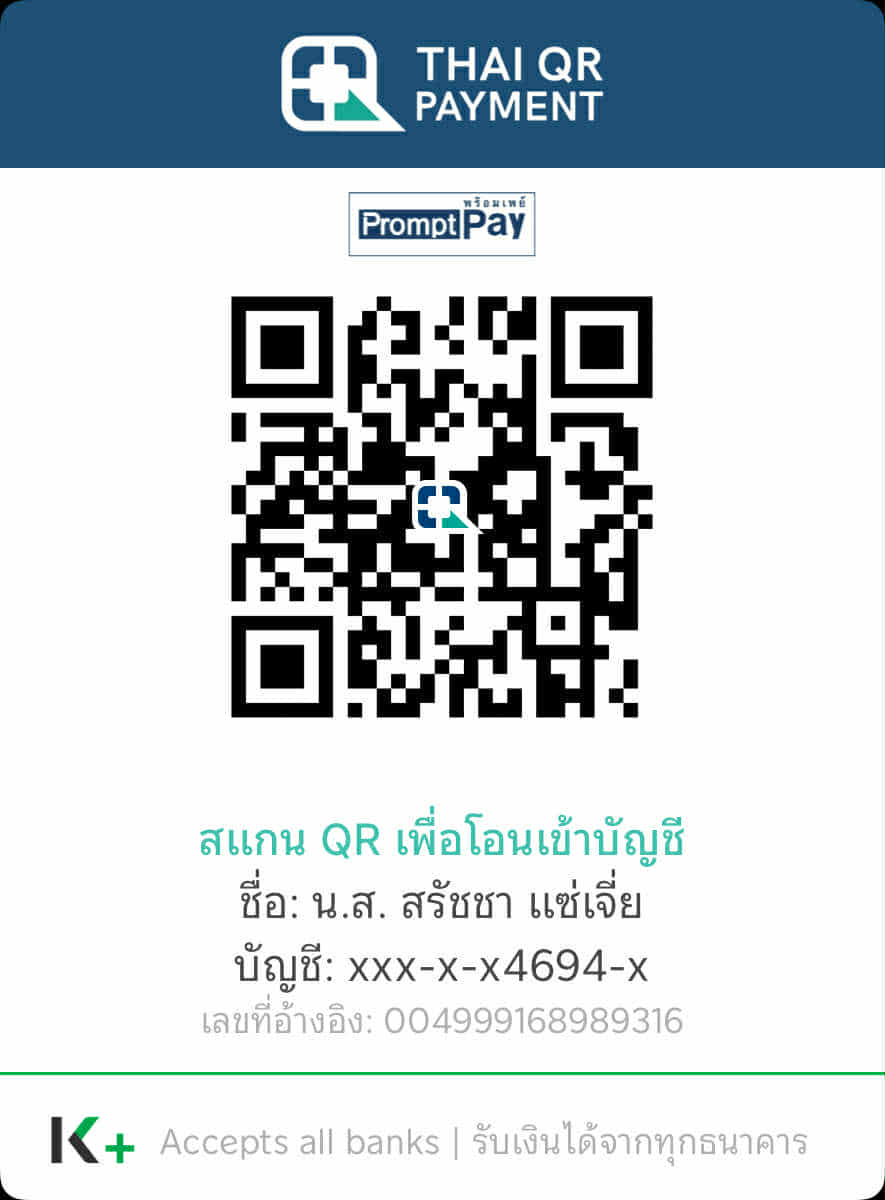 THAI QR
PAYMENT
พร้อมเพย์
PromptPay
สแกน QR เพื่อโอนเข้าบัญชี
ชื่อ: น.ส. สรัชชา แซ่เจี่ย
บัญชี: xxx-x-x4694-x
เลขที่อ้างอิง: 004999168989316
K+ Accepts all banks | รับเงินได้จากทุกธนาคาร